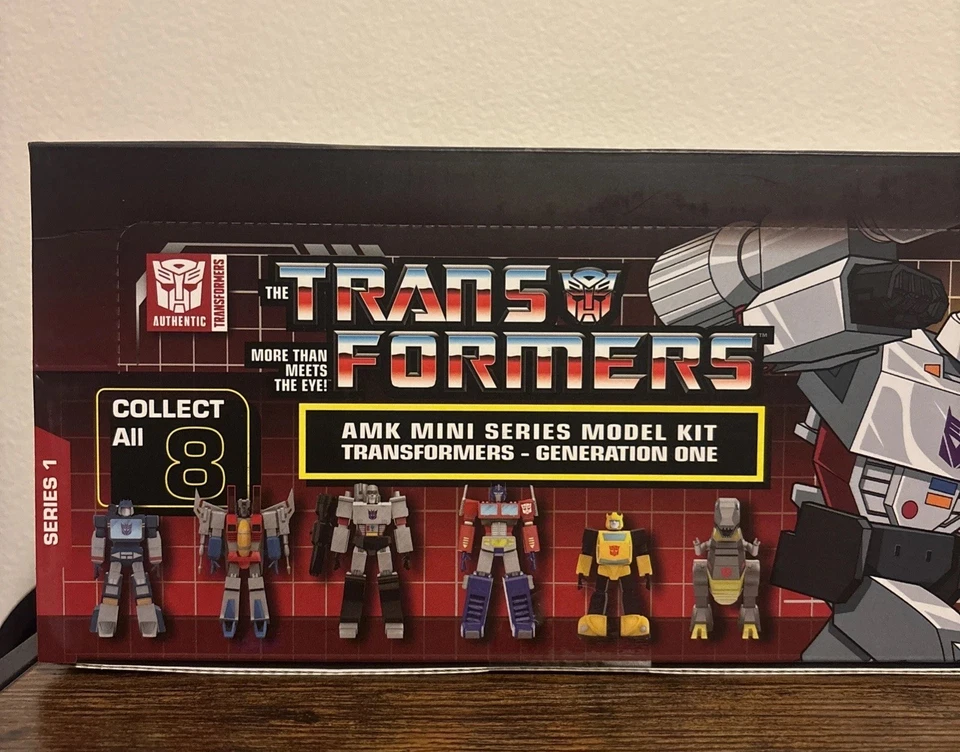 AUTHENTIC
TRANSFORMERS
THE TRANS
FORMERS™
MORE THAN
MEETS
THE EYE!
COLLECT
All 8
AMK MINI SERIES MODEL KIT
TRANSFORMERS - GENERATION ONE
SERIES 1